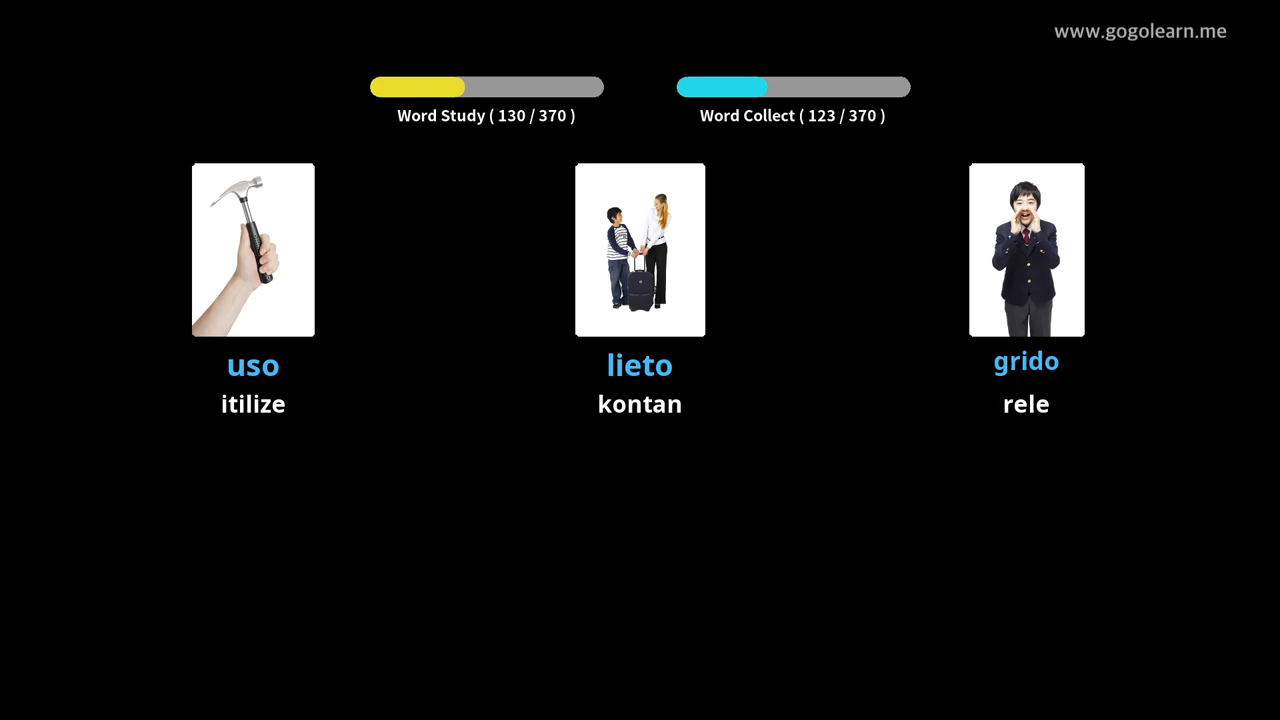 www.gogolearn.me
Word Study ( 130 / 370 )
Word Collect ( 123 / 370 )
uso
itilize
lieto
kontan
grido
rele